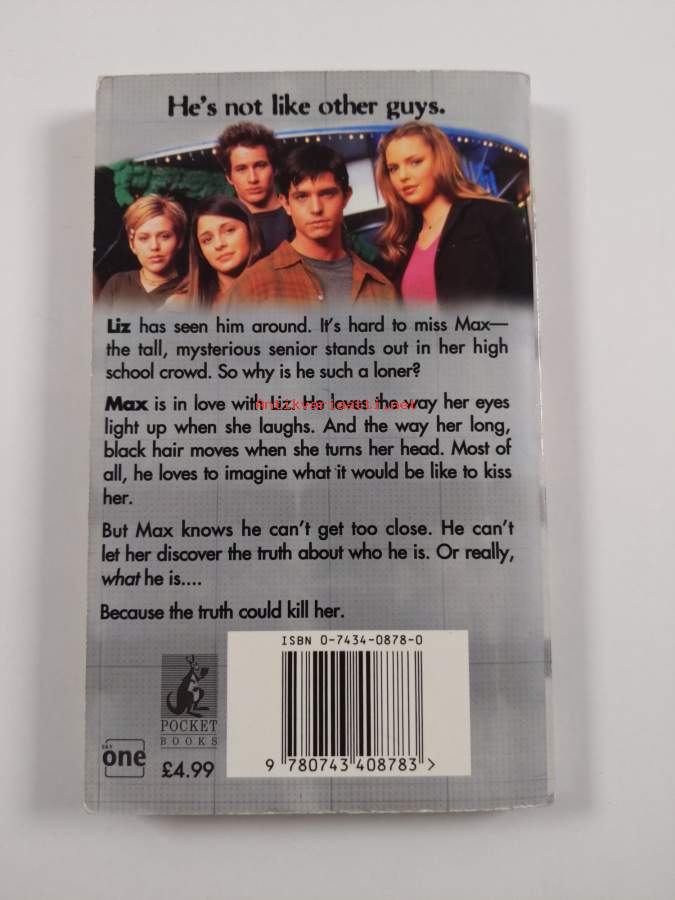 He's not like other guys.
Liz has seen him around. It's hard to miss Max—
the tall, mysterious senior stands out in her high
school crowd. So why is he such a loner?
Max is in love with Liz. He loves the way her eyes
antikvariaatti.net
light up when she laughs. And the way her long,
black hair moves when she turns her head. Most of
all, he loves to imagine what it would be like to kiss
her.
But Max knows he can't get too close. He can't
let her discover the truth about who he is. Or really,
what he is....
Because the truth could kill her.
ISBN 0-7434-0878-0
9 780743 408783 >
POCKET
BOOKS
sky
one
£4.99